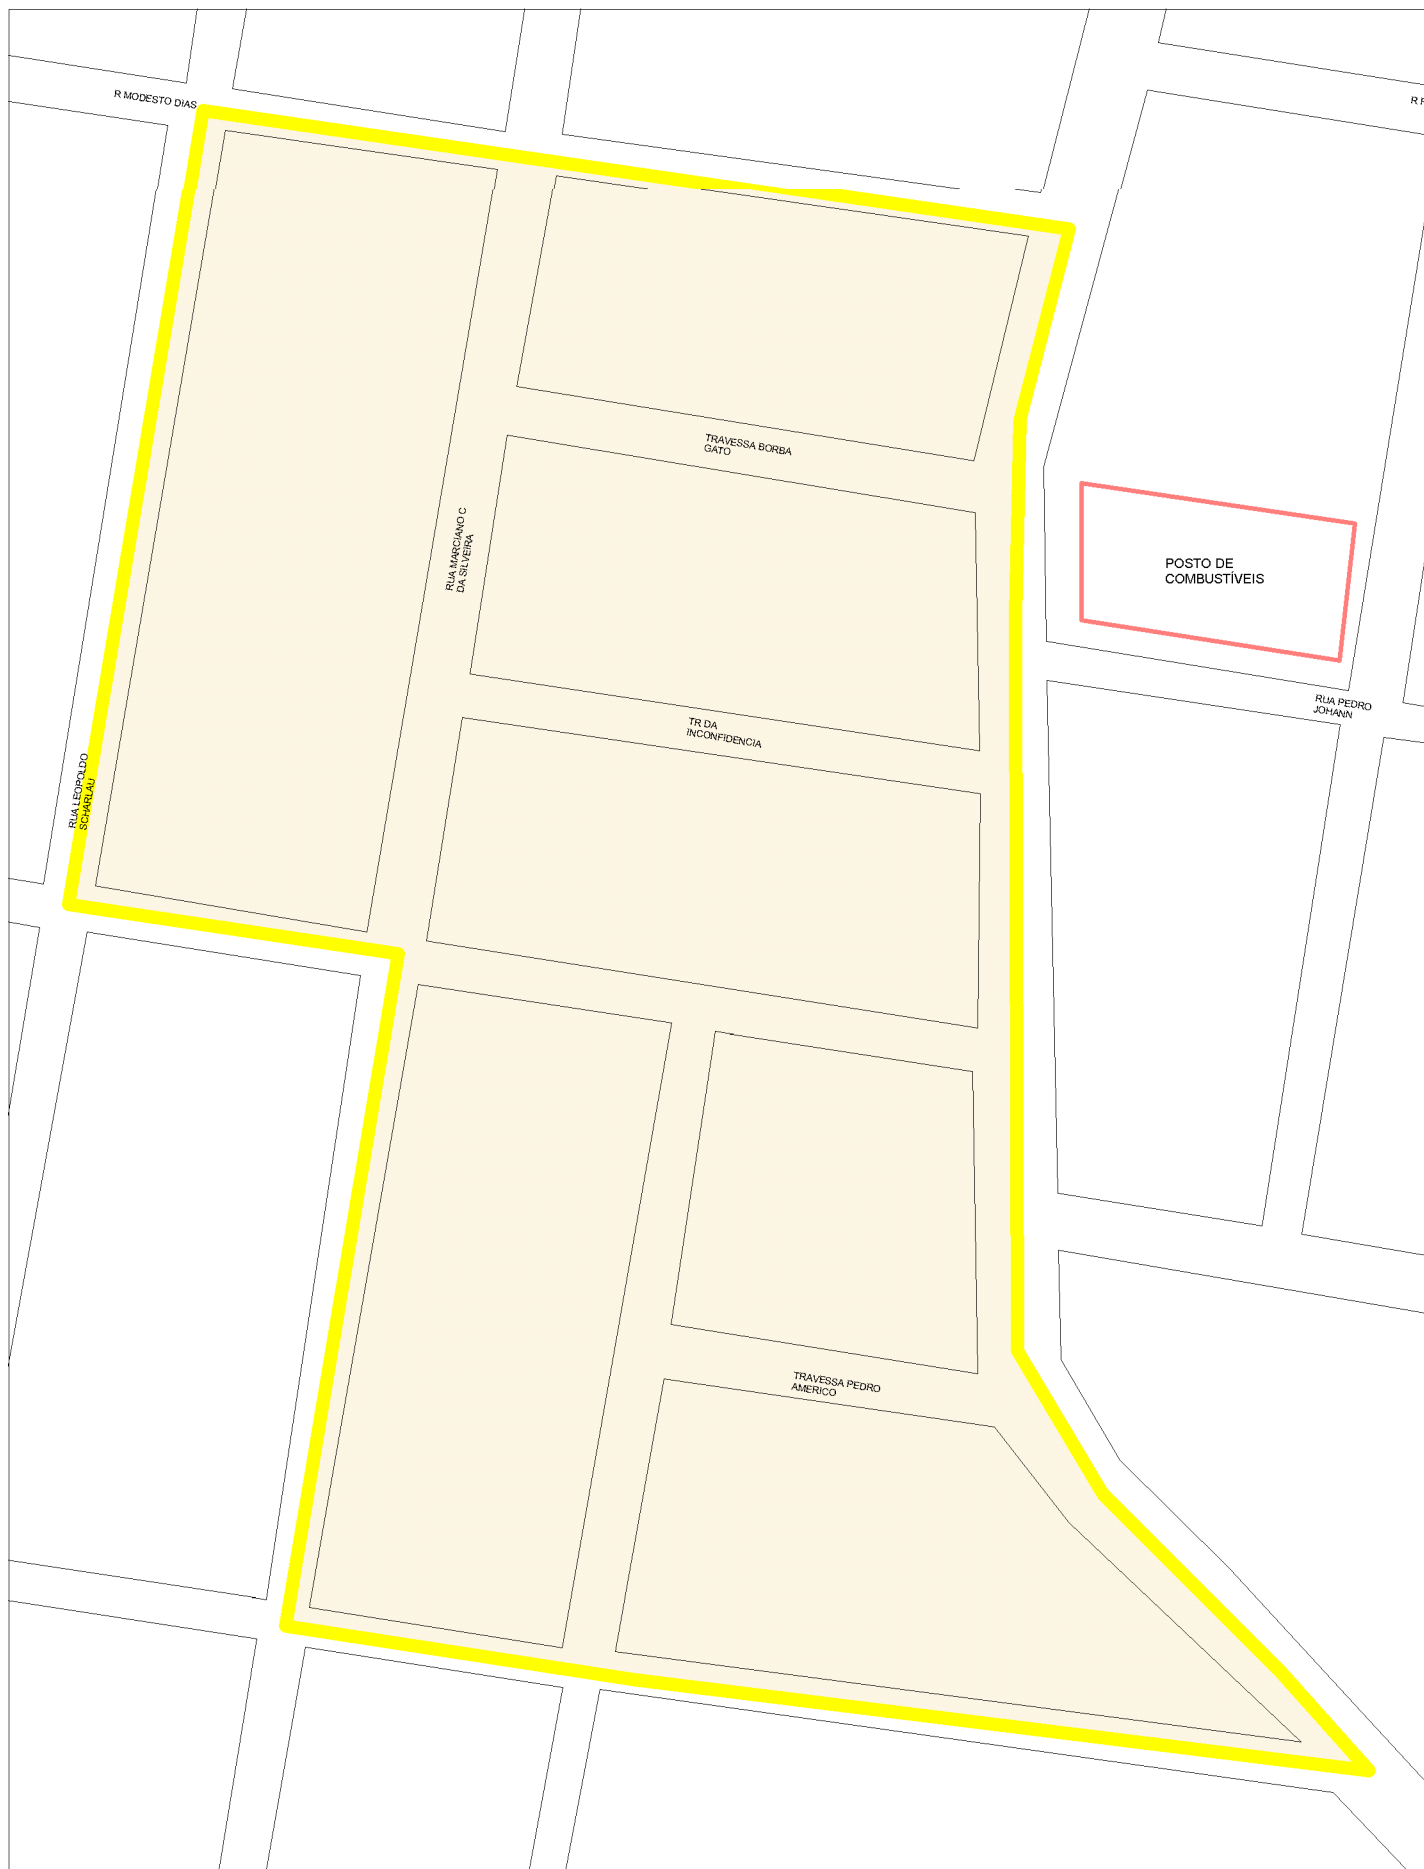 R MODESTO DIAS
TRAVESSA BORBA
GATO
RUA MARCIANO C
DA SILVEIRA
POSTO DE
COMBUSTÍVEIS
RUA PEDRO
JOHANN
TR DA
INCONFIDENCIA
RUA LEOPOLDO
SCHARLAU
TRAVESSA PEDRO
AMERICO